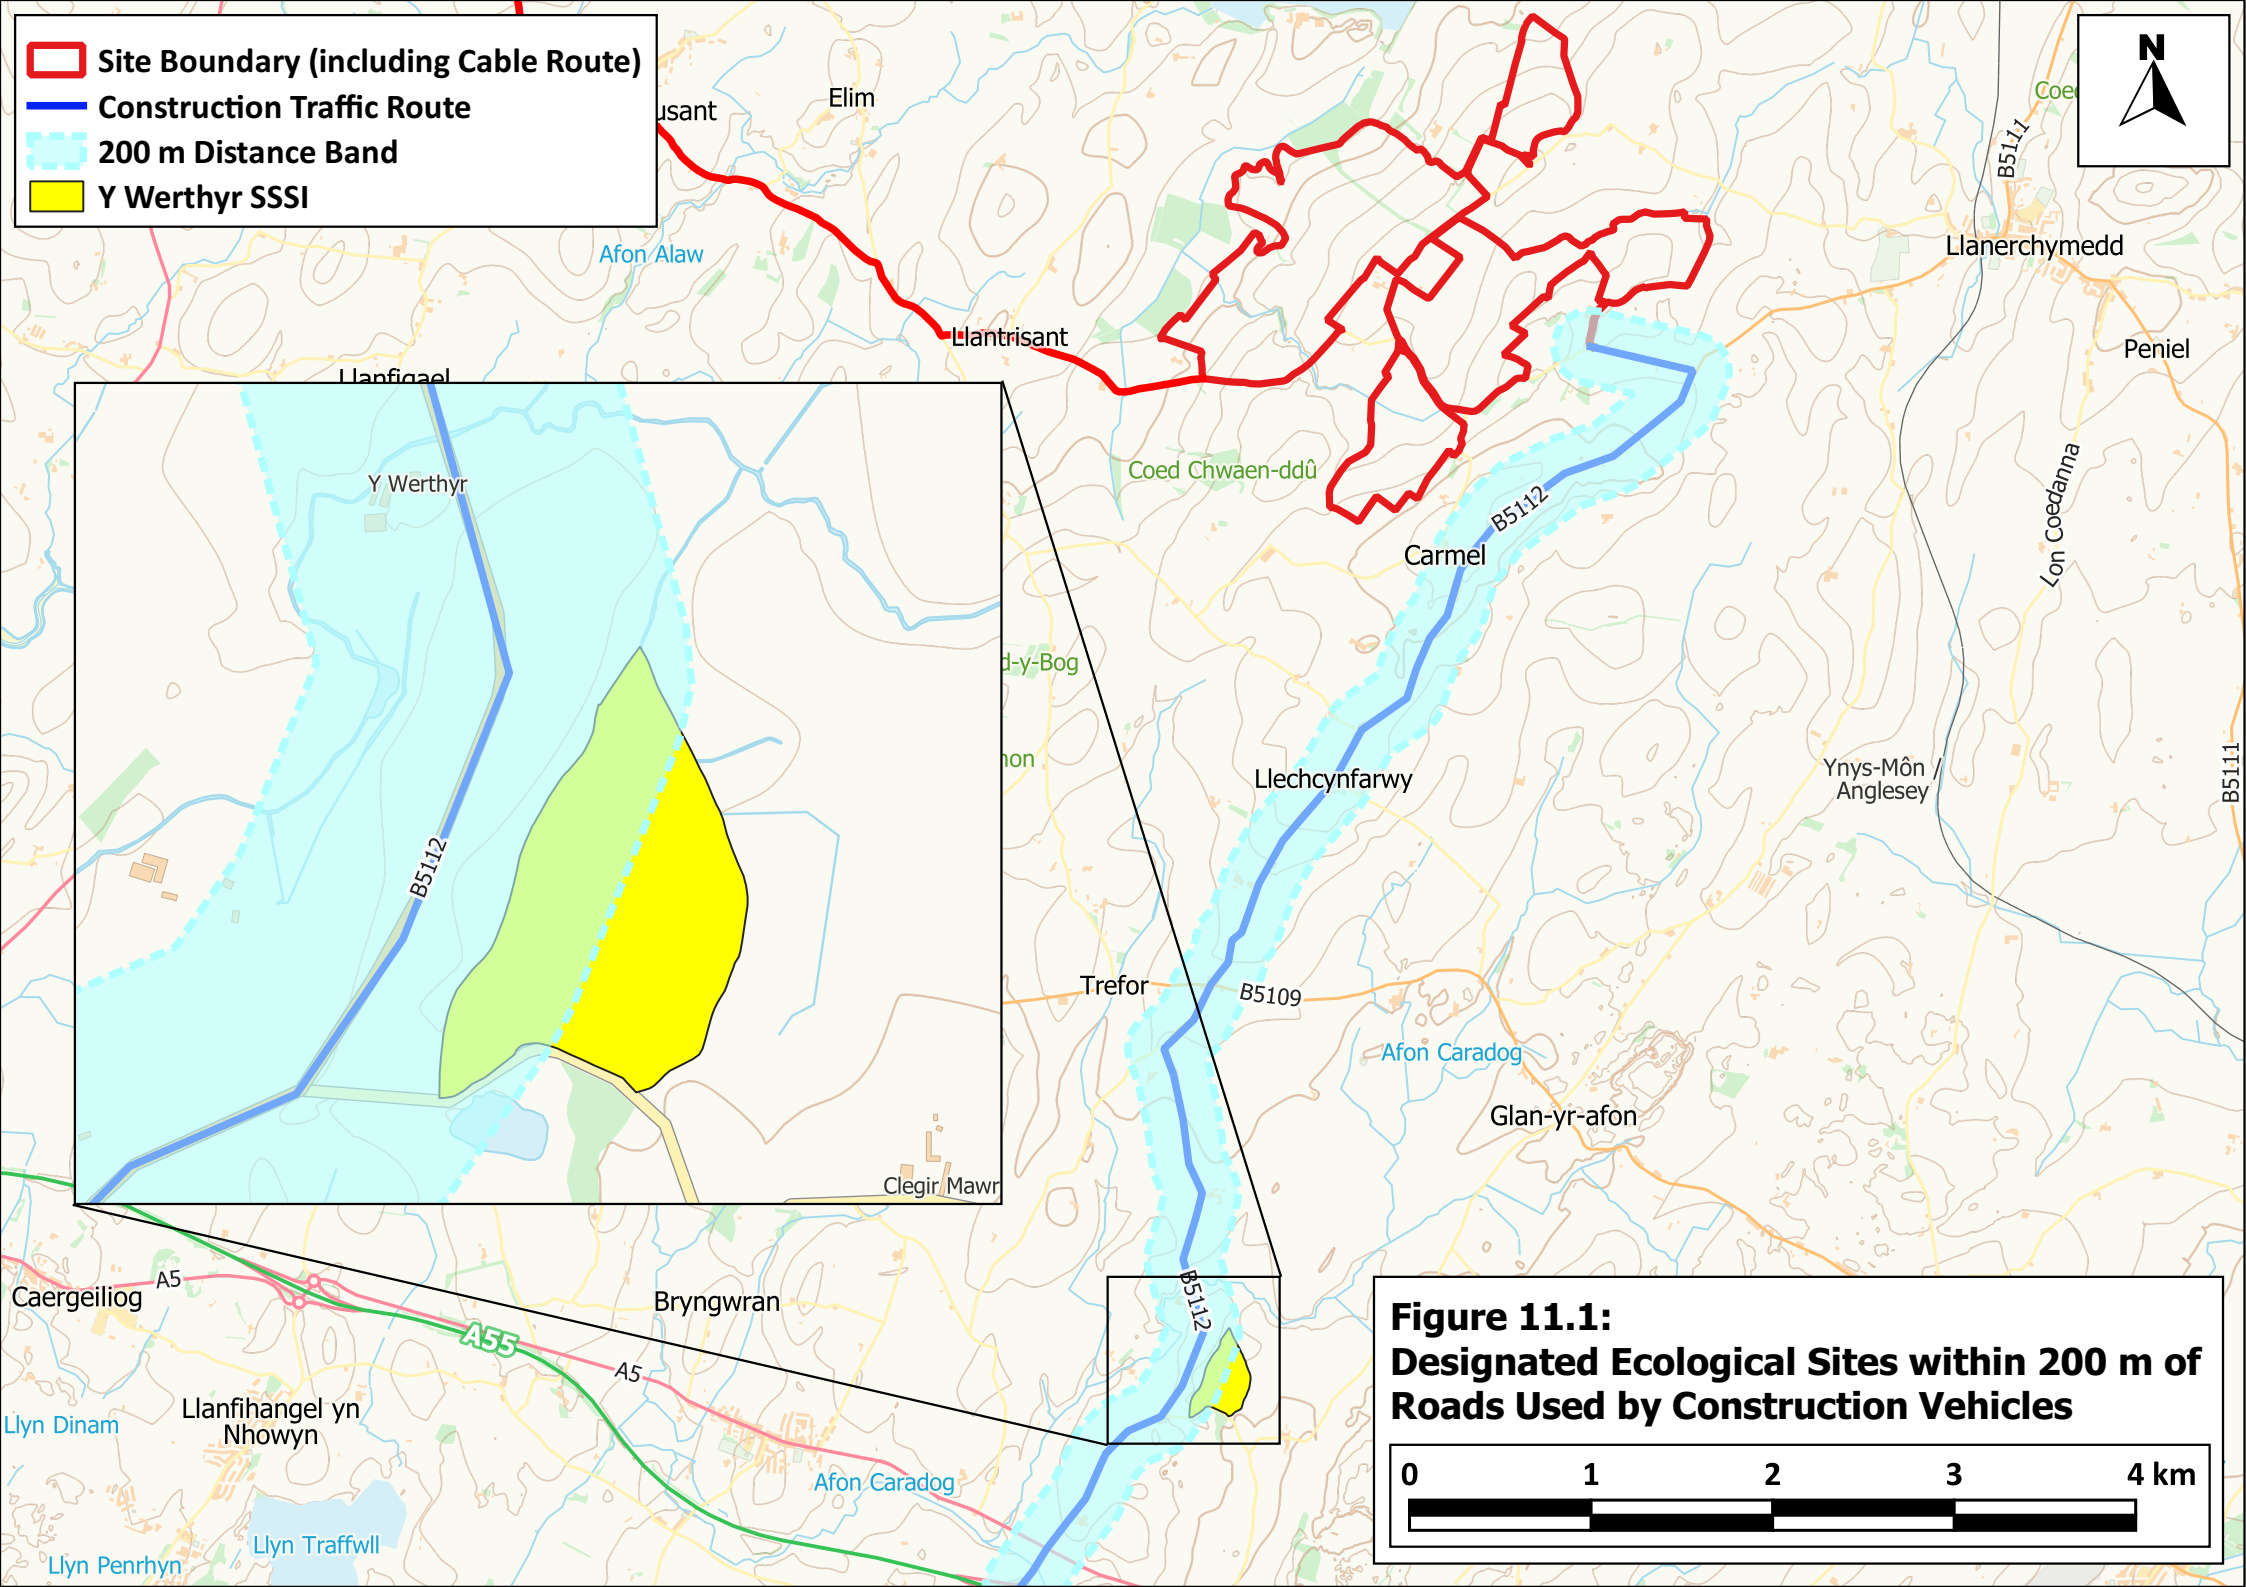 Site Boundary (including Cable Route)
Construction Traffic Route
200 m Distance Band
Y Werthyr SSSI
N
usant
Elim
Coed
B5111
Afon Alaw
Llanerchymedd
Llantrisant
Peniel
Llanfigael
Coed Chwaen-ddû
Y Werthyr
B5112
Carmel
Lon Coedanna
d-y-Bog
non
Llechcynfarwy
Ynys-Môn /
Anglesey
B5111
B5112
Trefor
B5109
Afon Caradog
Glan-yr-afon
Clegir Mawr
Caergeiliog
A5
Bryngwran
B5112
A55
A5
Llanfihangel yn
Nhowyn
Llyn Dinam
Afon Caradog
Llyn Traffwll
Llyn Penrhyn
Figure 11.1:
Designated Ecological Sites within 200 m of
Roads Used by Construction Vehicles
0 1 2 3 4 km